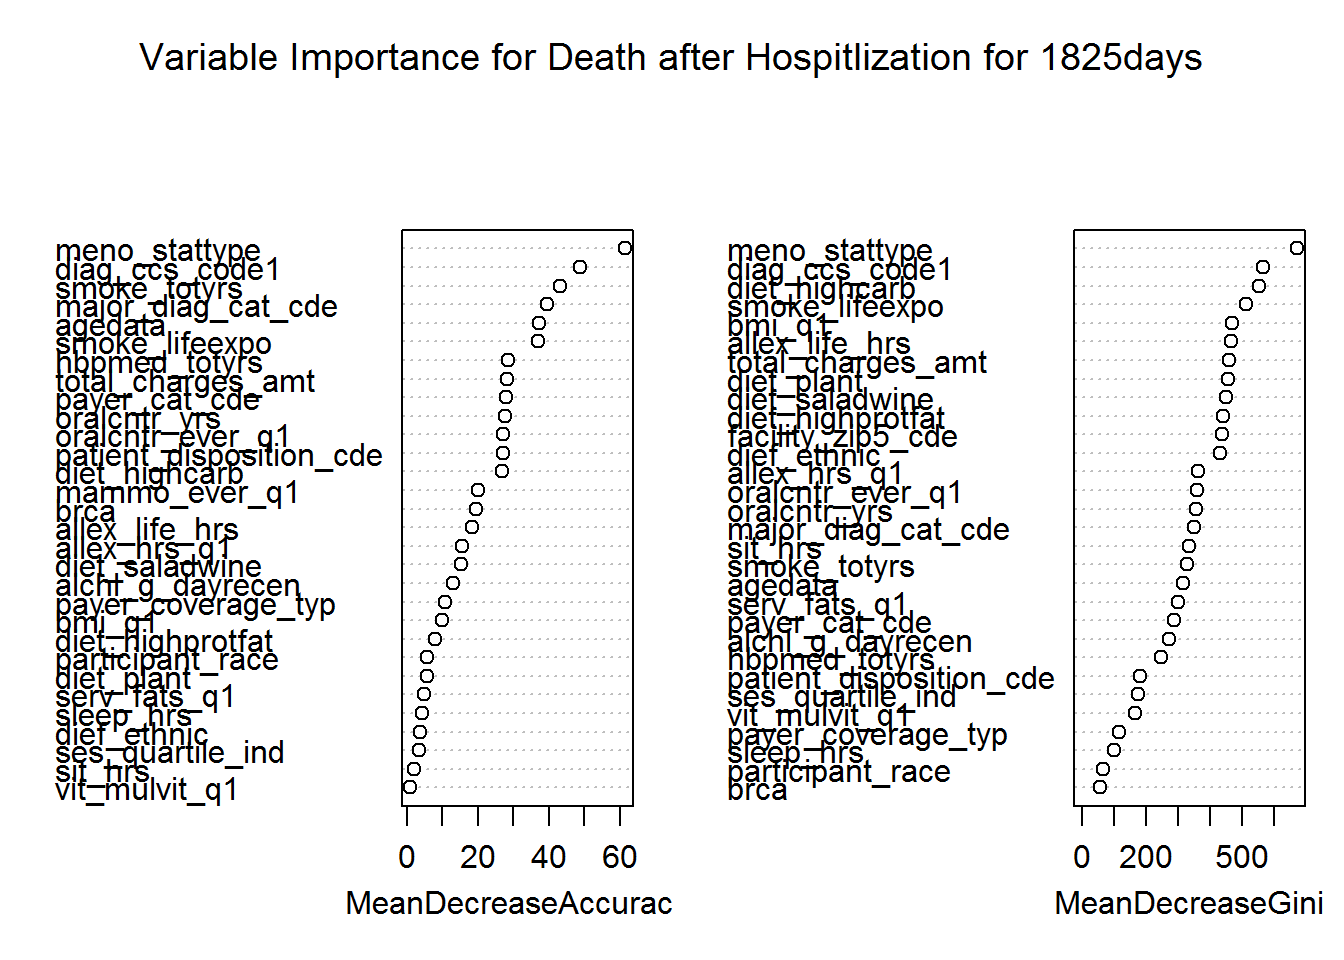 Variable Importance for Death after Hospitlization for 1825days
meno_stattype
diag_ccs_code1
smoke_totyrs
major_diag_cat_cde
agedata
smoke_lifeexpo
hbpmed_totyrs
total_charges_amt
payer_cat_cde
oralcntr_yrs
oralcntr_ever_q1
patient_disposition_cde
diet_highcarb
mammo_ever_q1
brca
allex_life_hrs
allex_hrs_q1
diet_saladwine
alchl_g_dayrecen
payer_coverage_typ
bmi_q1
diet_highprotfat
participant_race
diet_plant
serv_fats_q1
sleep_hrs
diet_ethnic
ses_quartile_ind
sit_hrs
vit_mulvit_q1
0 20 40 60
MeanDecreaseAccurac
meno_stattype
diag_ccs_code1
diet_highcarb
smoke_lifeexpo
bmi_q1
allex_life_hrs
total_charges_amt
diet_plant
diet_saladwine
diet_highprotfat
facility_zip5_cde
diet_ethnic
allex_hrs_q1
oralcntr_ever_q1
oralcntr_yrs
major_diag_cat_cde
sit_hrs
smoke_totyrs
agedata
serv_fats_q1
payer_cat_cde
alchl_g_dayrecen
hbpmed_totyrs
patient_disposition_cde
ses_quartile_ind
vit_mulvit_q1
payer_coverage_typ
sleep_hrs
participant_race
brca
0 200 500
MeanDecreaseGini